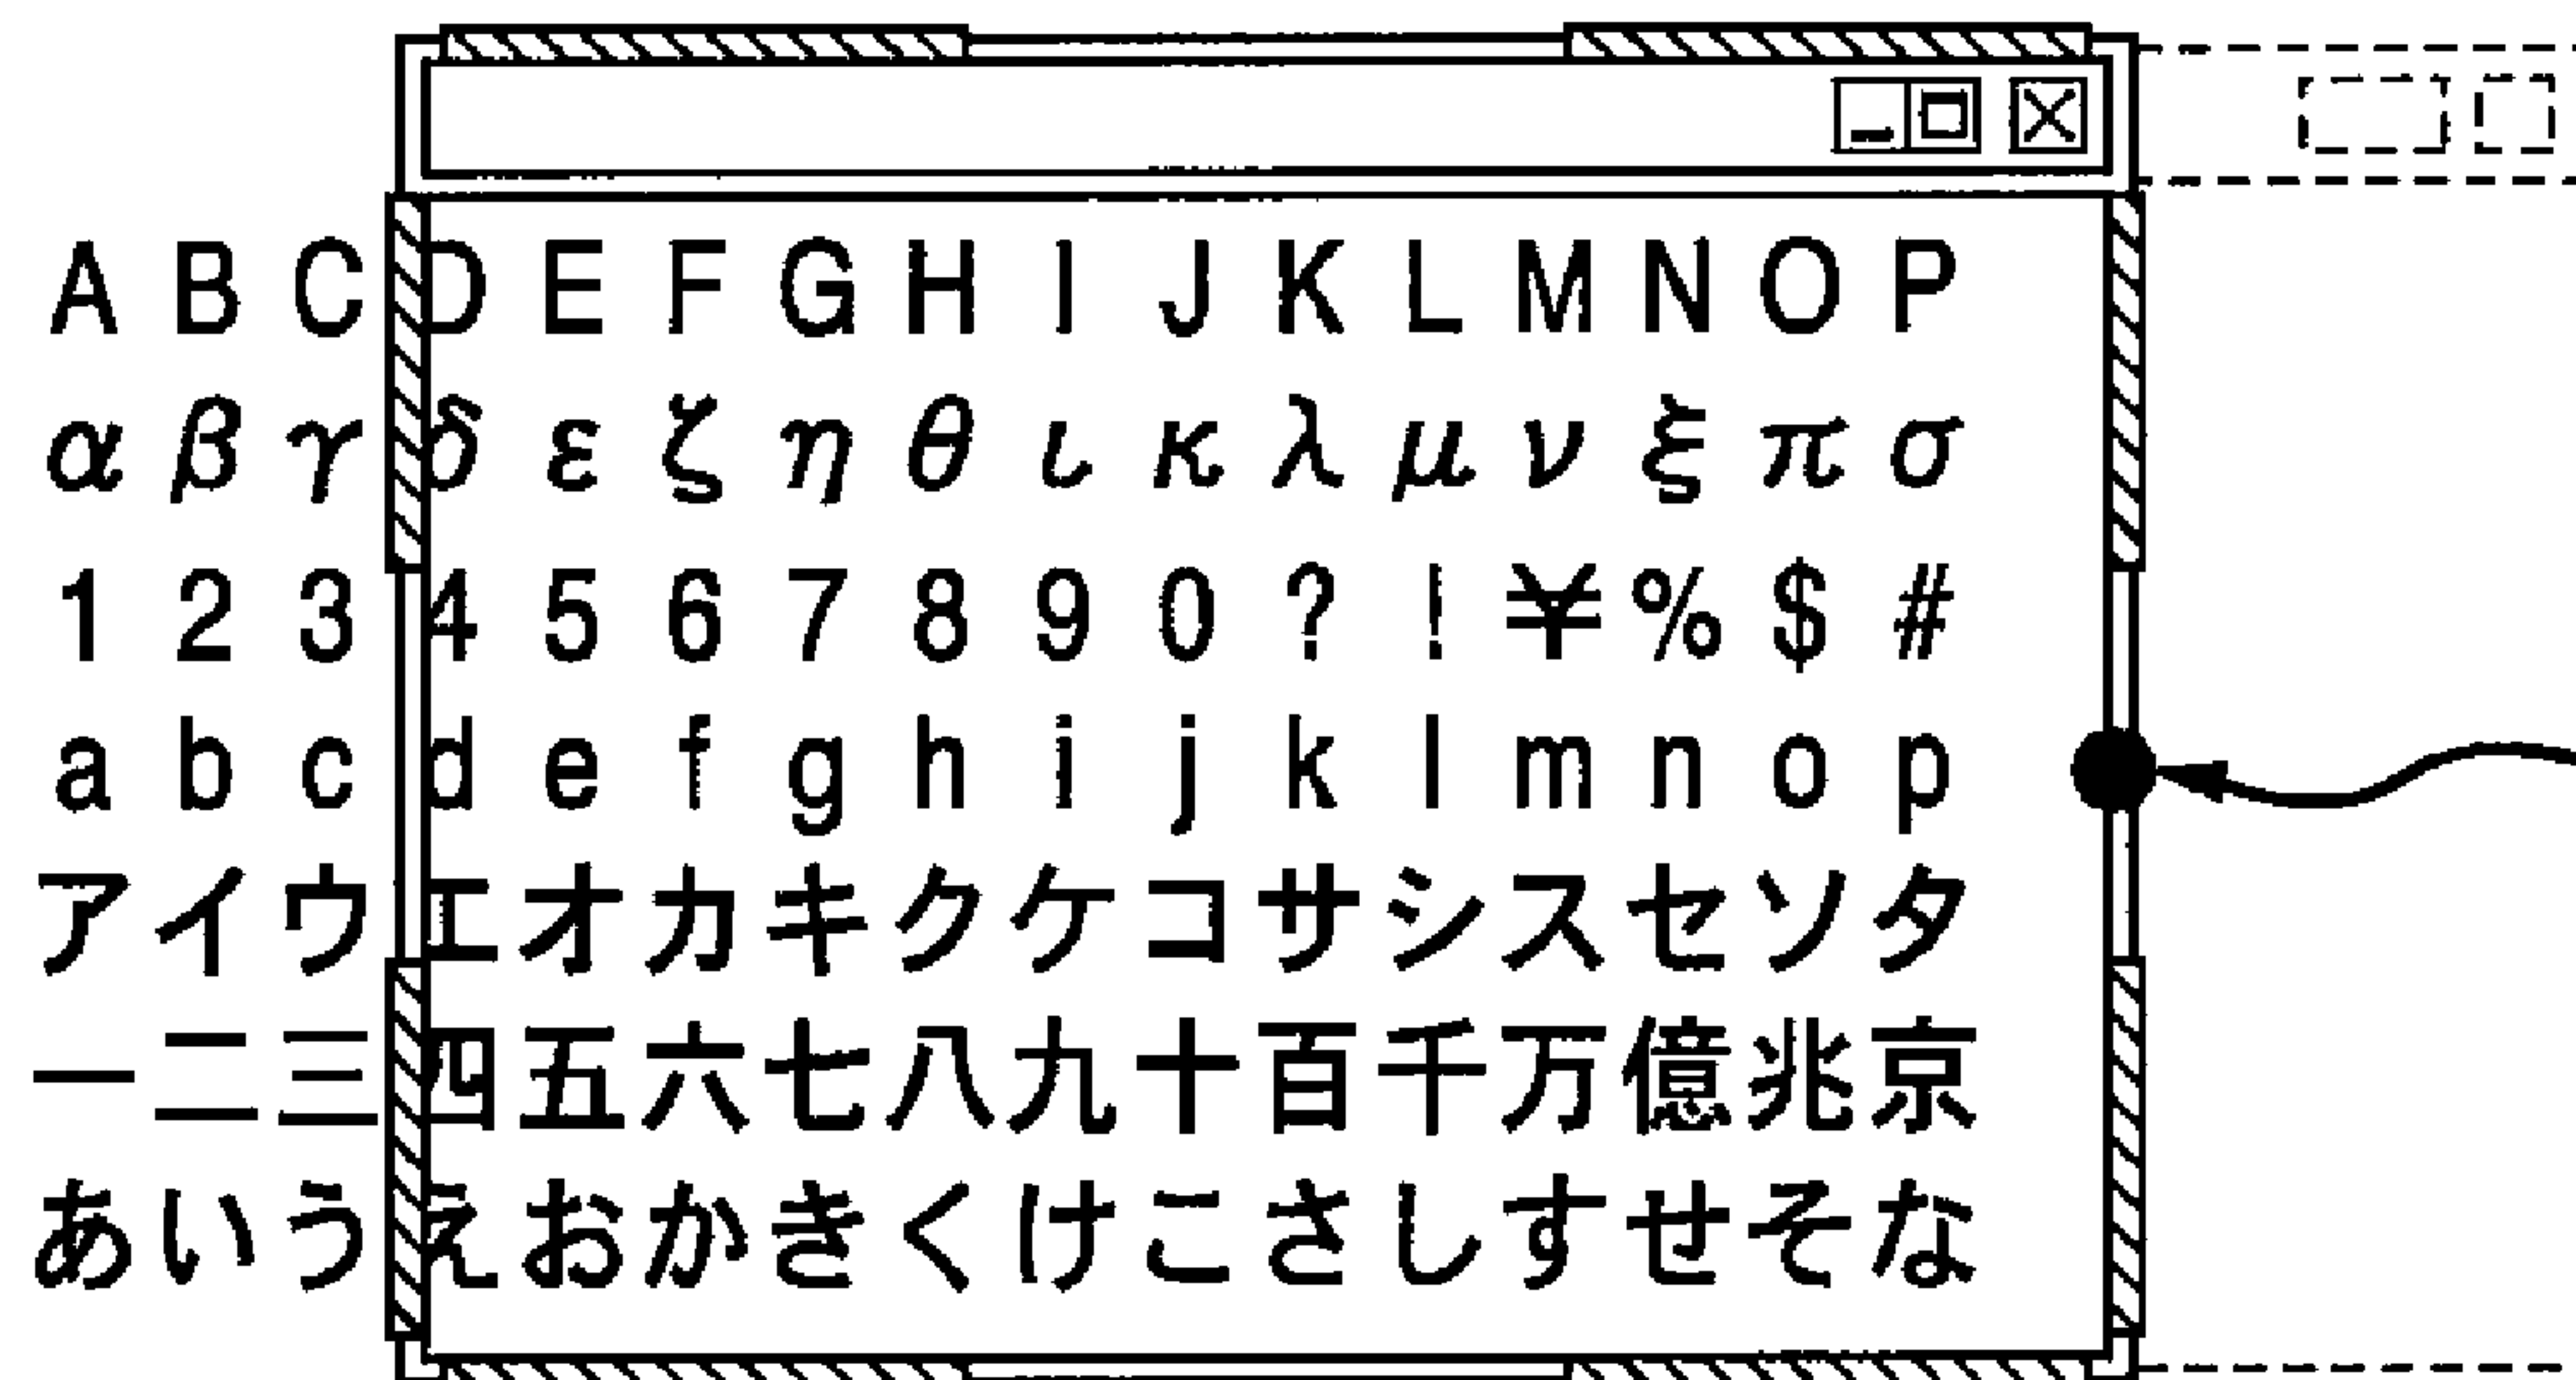 A B C D E F G H I J K L M N O P
α β γ δ ε ζ η θ ι κ λ μ ν ξ π σ
1 2 3 4 5 6 7 8 9 0 ? ! ¥ % $ #
a b c d e f g h i j k l m n o p
ア イ ウ エ オ カ キ ク ケ コ サ シ ス セ ソ タ
一 二 三 四 五 六 七 八 九 十 百 千 万 億 兆 京
あ い う え お か き く け こ さ し す せ そ な